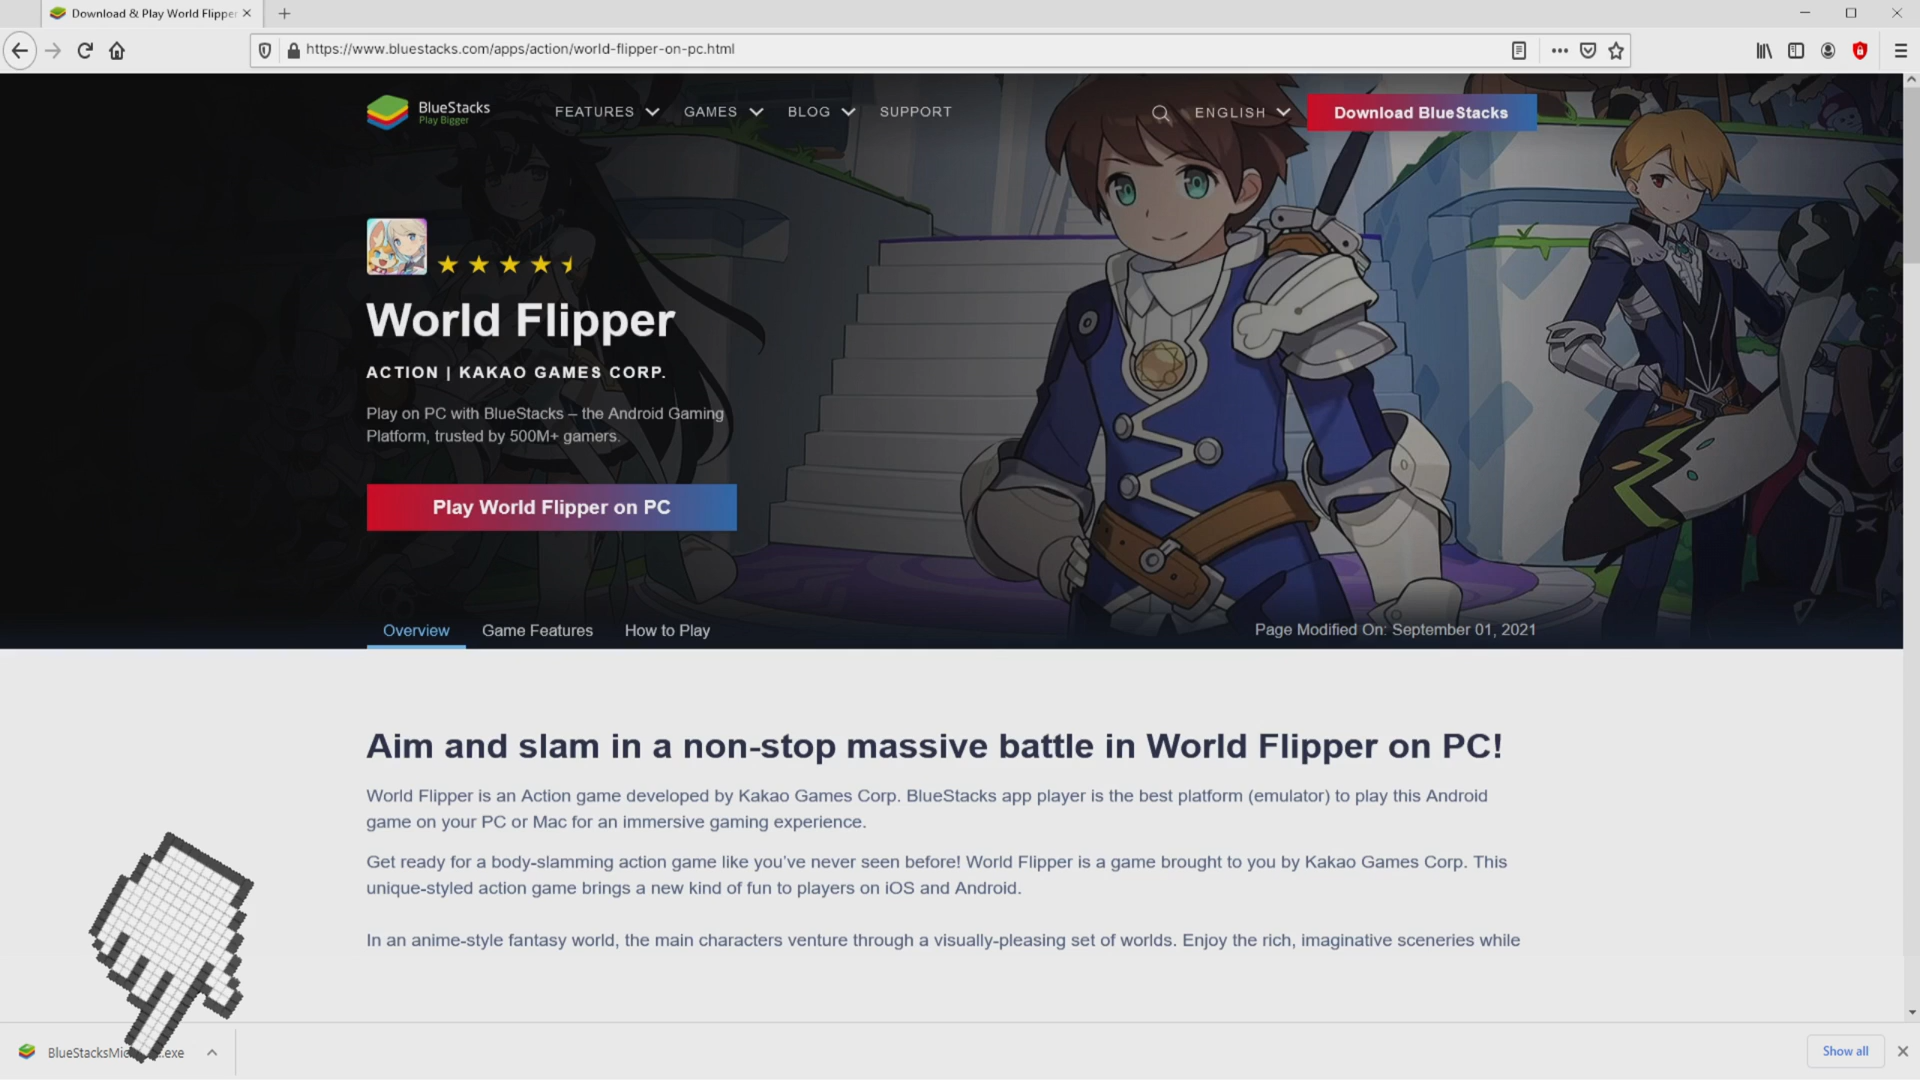 Download & Play World Flipper
https://www.bluestacks.com/apps/action/world-flipper-on-pc.html
BlueStacks
Play Bigger
FEATURES
GAMES
BLOG
SUPPORT
ENGLISH
Download BlueStacks
World Flipper
ACTION | KAKAO GAMES CORP.
Play on PC with BlueStacks – the Android Gaming
Platform, trusted by 500M+ gamers.
Play World Flipper on PC
Overview
Game Features
How to Play
Page Modified On: September 01, 2021
Aim and slam in a non-stop massive battle in World Flipper on PC!
World Flipper is an Action game developed by Kakao Games Corp. BlueStacks app player is the best platform (emulator) to play this Android
game on your PC or Mac for an immersive gaming experience.
Get ready for a body-slamming action game like you’ve never seen before! World Flipper is a game brought to you by Kakao Games Corp. This
unique-styled action game brings a new kind of fun to players on iOS and Android.
In an anime-style fantasy world, the main characters venture through a visually-pleasing set of worlds. Enjoy the rich, imaginative sceneries while
Show all